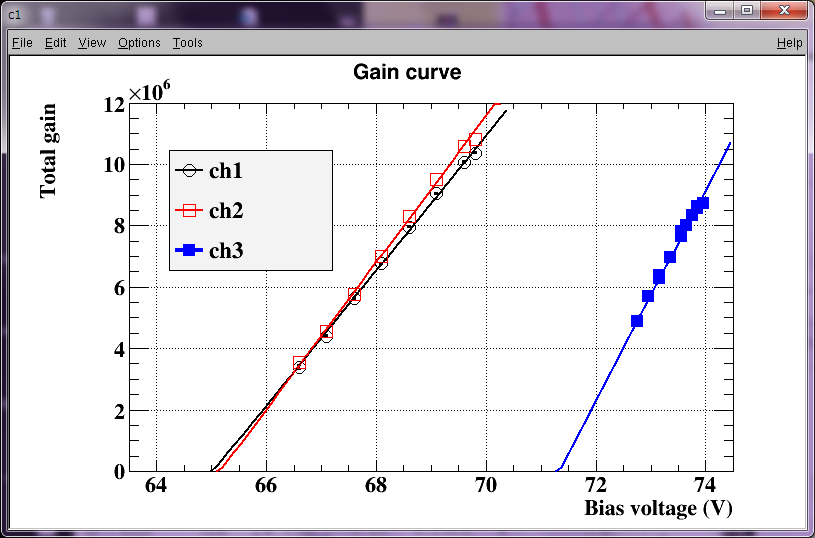 c1
File Edit View Options Tools Help
Gain curve
×10⁶
Total gain
12
10
8
6
4
2
0
ch1
ch2
ch3
64 66 68 70 72 74
Bias voltage (V)